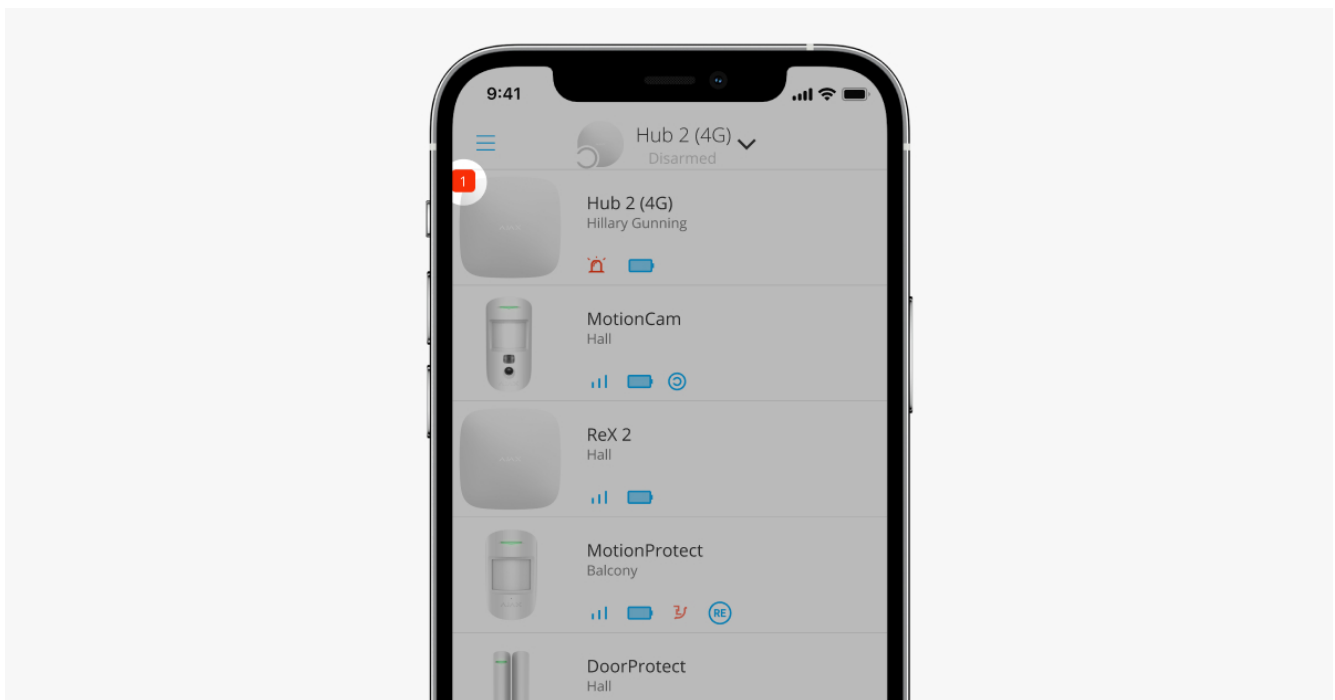 9:41
Hub 2 (4G)
Disarmed
1
Hub 2 (4G)
Hillary Gunning
MotionCam
Hall
ReX 2
Hall
MotionProtect
Balcony
RE
DoorProtect
Hall